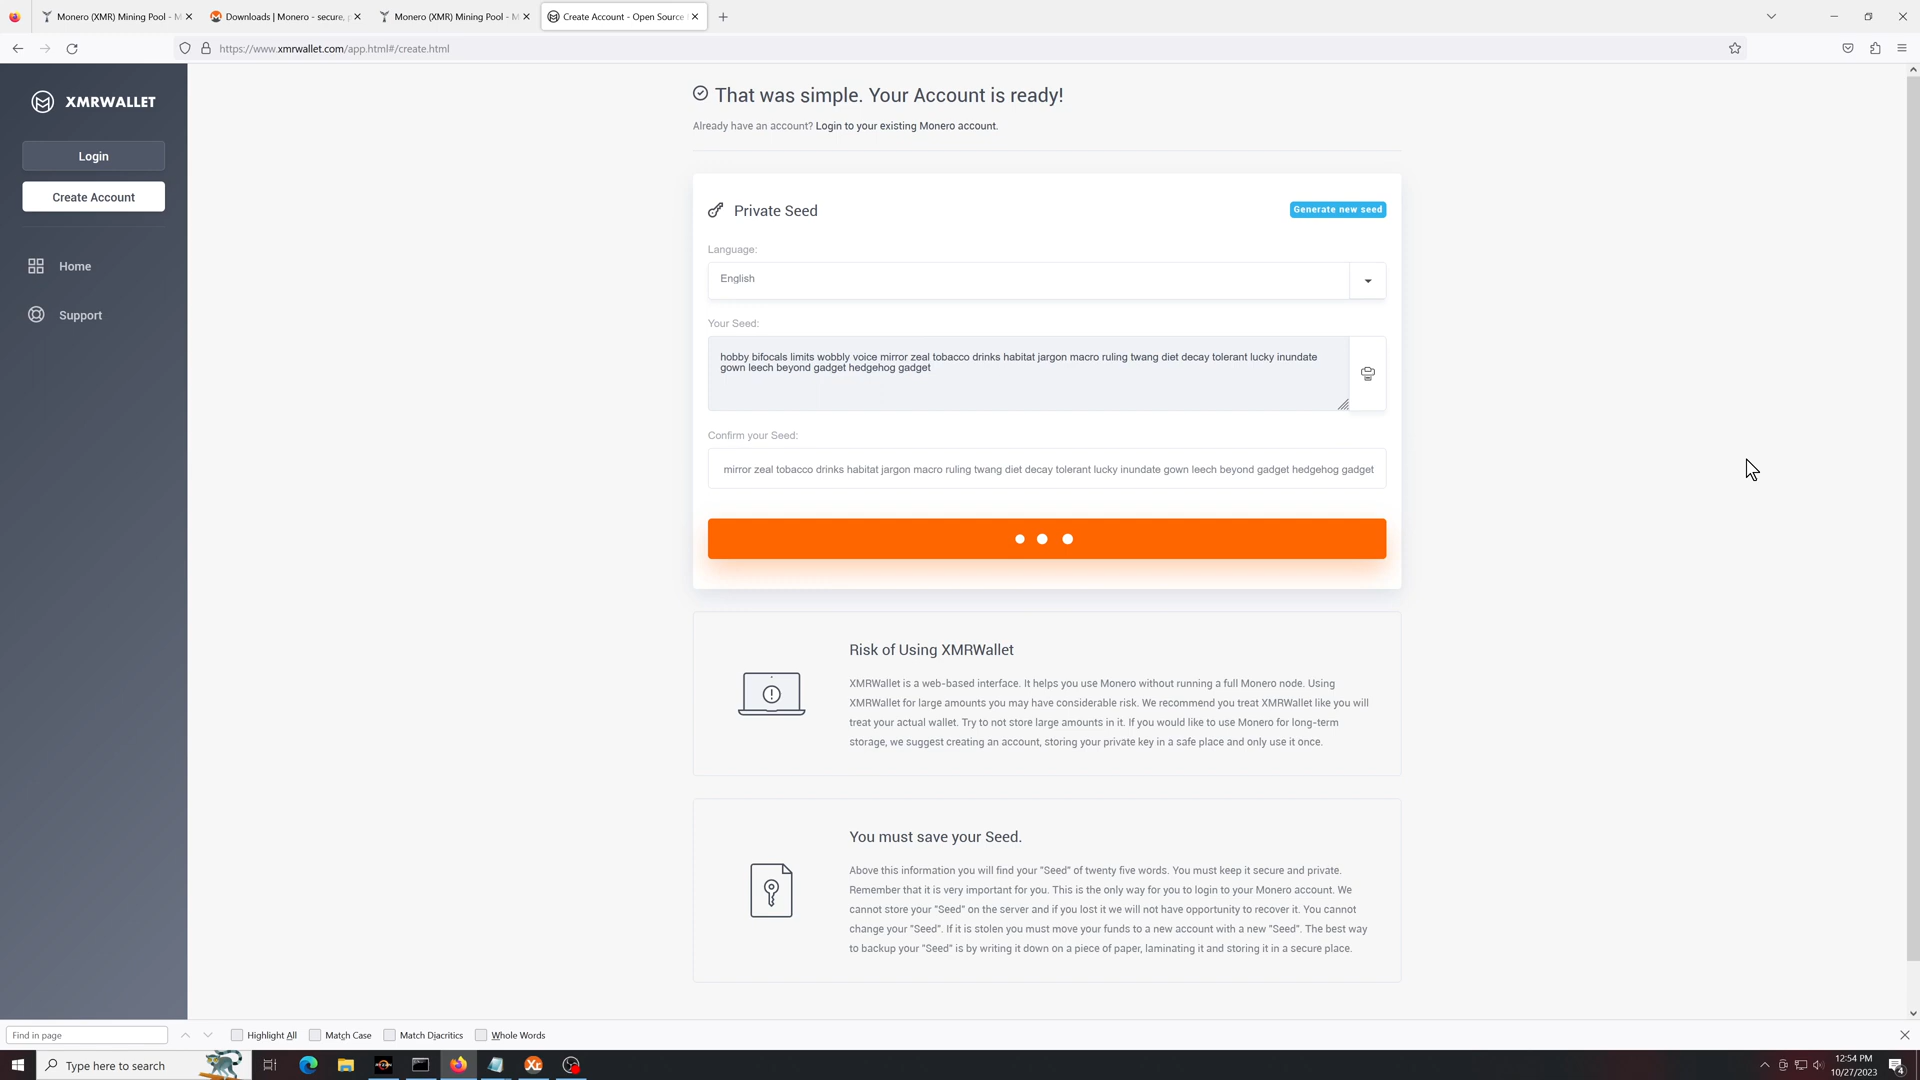 Monero (XMR) Mining Pool - M
Downloads | Monero - secure,
Monero (XMR) Mining Pool - M
Create Account - Open Source
https://www.xmrwallet.com/app.html#/create.html
XMRWALLET
Login
Create Account
Home
Support
That was simple. Your Account is ready!
Already have an account? Login to your existing Monero account.
Private Seed
Generate new seed
Language:
English
Your Seed:
hobby bifocals limits wobbly voice mirror zeal tobacco drinks habitat jargon macro ruling twang diet decay tolerant lucky inundate
gown leech beyond gadget hedgehog gadget
Confirm your Seed:
mirror zeal tobacco drinks habitat jargon macro ruling twang diet decay tolerant lucky inundate gown leech beyond gadget hedgehog gadget
Risk of Using XMRWallet
XMRWallet is a web-based interface. It helps you use Monero without running a full Monero node. Using
XMRWallet for large amounts you may have considerable risk. We recommend you treat XMRWallet like you will
treat your actual wallet. Try to not store large amounts in it. If you would like to use Monero for long-term
storage, we suggest creating an account, storing your private key in a safe place and only use it once.
You must save your Seed.
Above this information you will find your "Seed" of twenty five words. You must keep it secure and private.
Remember that it is very important for you. This is the only way for you to login to your Monero account. We
cannot store your "Seed" on the server and if you lost it we will not have opportunity to recover it. You cannot
change your "Seed". If it is stolen you must move your funds to a new account with a new "Seed". The best way
to backup your "Seed" is by writing it down on a piece of paper, laminating it and storing it in a secure place.
Find in page
Highlight All
Match Case
Match Diacritics
Whole Words
Type here to search
12:54 PM
10/27/2023
4